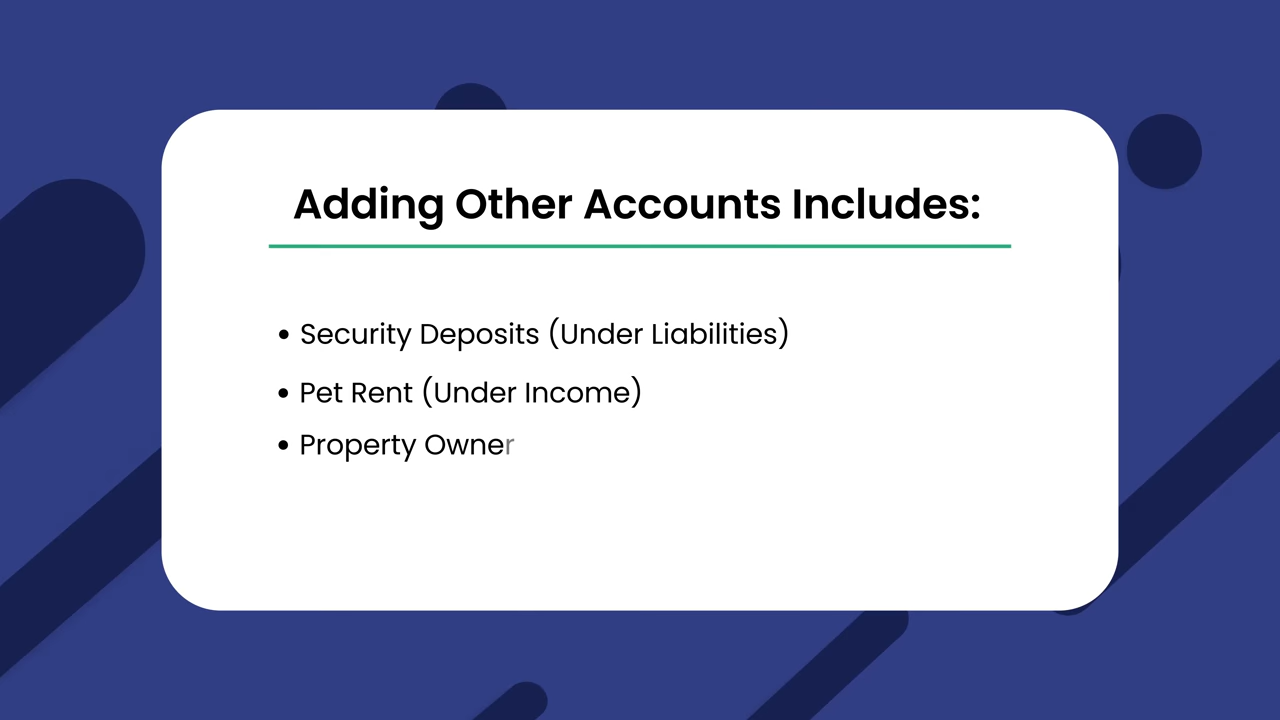 Adding Other Accounts Includes:
• Security Deposits (Under Liabilities)
• Pet Rent (Under Income)
• Property Owner